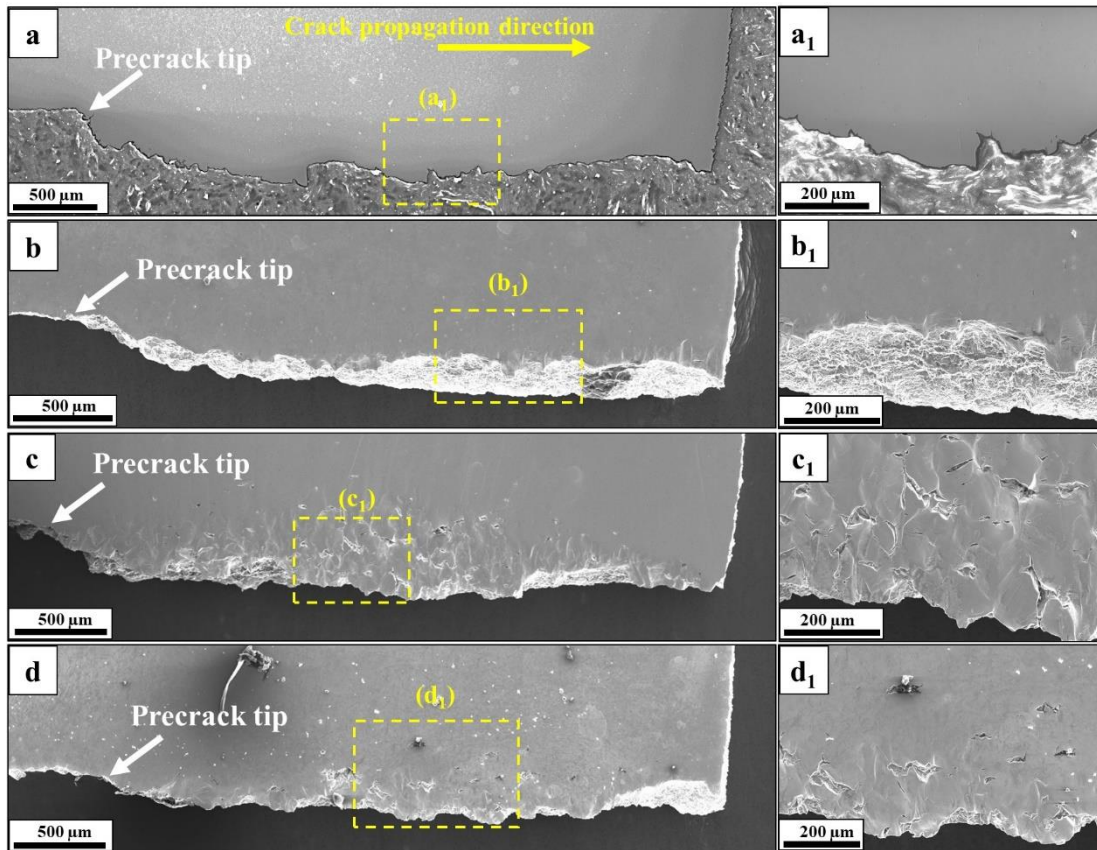 a
Crack propagation direction
Precrack tip
(a₁)
500 µm
a₁
200 µm
b
Precrack tip
(b₁)
500 µm
b₁
200 µm
c
Precrack tip
(c₁)
500 µm
c₁
200 µm
d
Precrack tip
(d₁)
500 µm
d₁
200 µm